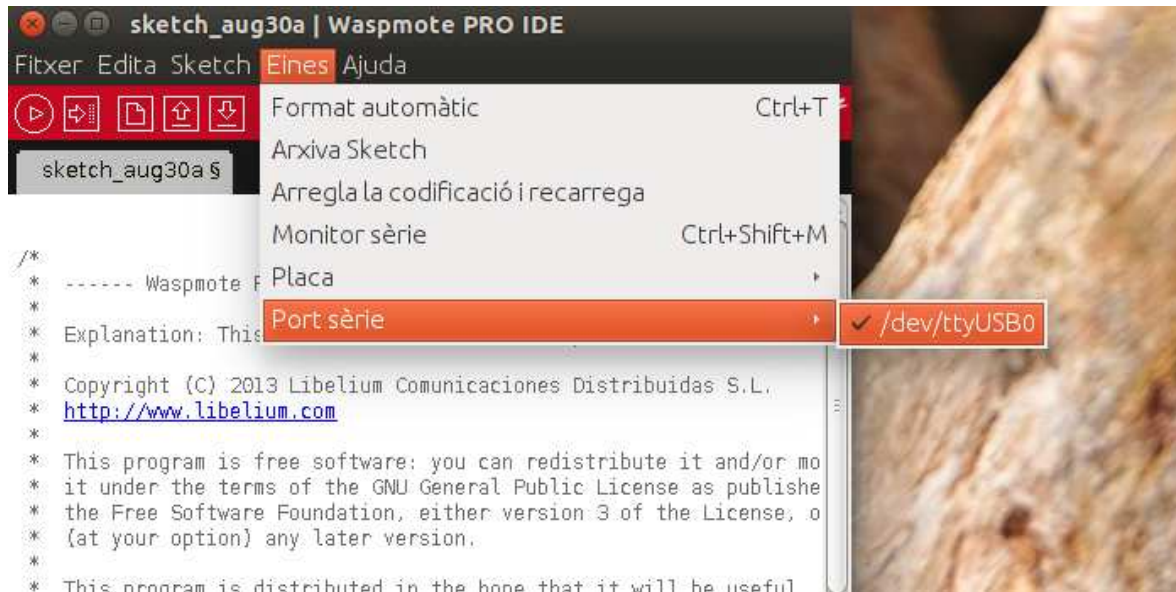 sketch_aug30a | Waspmote PRO IDE
Fitxer Edita Sketch Eines Ajuda
Format automàtic Ctrl+T
sketch_aug30a §
Arxiva Sketch
Arregla la codificació i recarrega
Monitor sèrie Ctrl+Shift+M
Placa
Port sèrie
/dev/ttyUSB0
/*
* ------ Waspmote
*
* Explanation: This
*
* Copyright (C) 2013 Libelium Comunicaciones Distribuidas S.L.
* http://www.libelium.com
*
* This program is free software: you can redistribute it and/or mo
* it under the terms of the GNU General Public License as publishe
* the Free Software Foundation, either version 3 of the License, o
* (at your option) any later version.
*
* This program is distributed in the hope that it will be useful